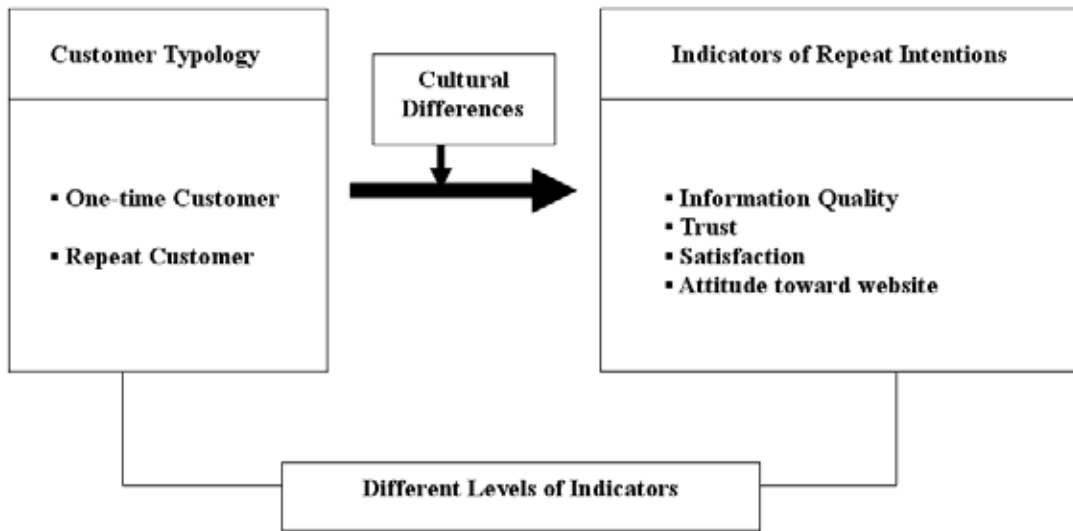 Customer Typology
▪ One-time Customer
▪ Repeat Customer
Cultural
Differences
Indicators of Repeat Intentions
▪ Information Quality
▪ Trust
▪ Satisfaction
▪ Attitude toward website
Different Levels of Indicators